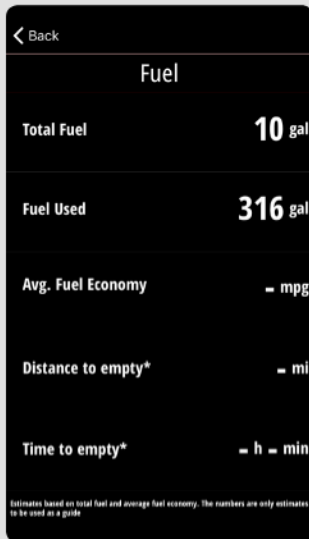 Back
Fuel
Total Fuel 10 gal
Fuel Used 316 gal
Avg. Fuel Economy - mpg
Distance to empty* - mi
Time to empty* - h - min
Estimates based on total fuel and average fuel economy. The numbers are only estimates
to be used as a guide